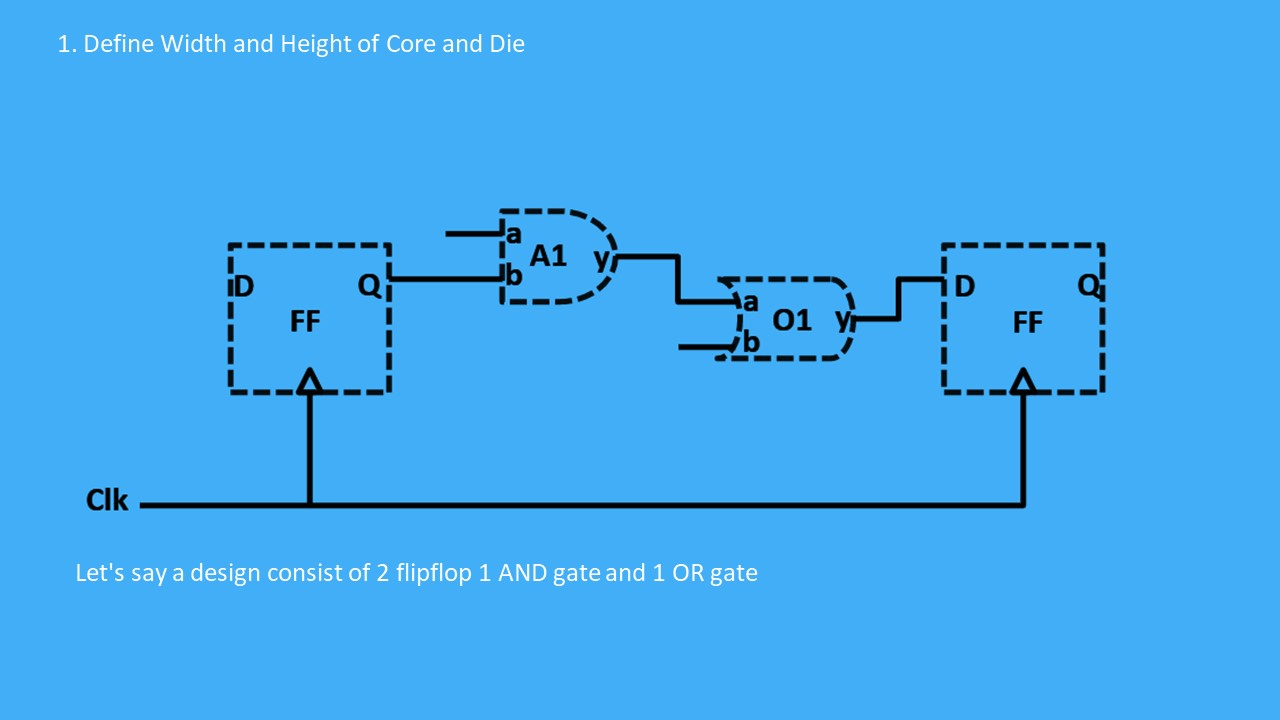 1. Define Width and Height of Core and Die
a
A1 y
b
D Q
FF
a
O1 y
b
D Q
FF
Clk
Let's say a design consist of 2 flipflop 1 AND gate and 1 OR gate